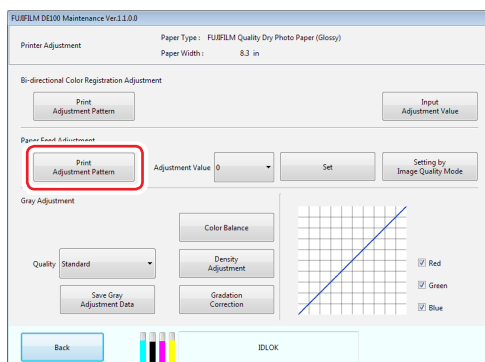 FUJIFILM DE100 Maintenance Ver.1.1.0.0
Printer Adjustment
Paper Type : FUJIFILM Quality Dry Photo Paper (Glossy)
Paper Width : 8.3 in
Bi-directional Color Registration Adjustment
Print
Adjustment Pattern
Input
Adjustment Value
Paper Feed Adjustment
Print
Adjustment Pattern
Adjustment Value 0
Set
Setting by
Image Quality Mode
Gray Adjustment
Color Balance
Quality Standard
Density
Adjustment
Save Gray
Adjustment Data
Gradation
Correction
Red
Green
Blue
Back
IDLOK